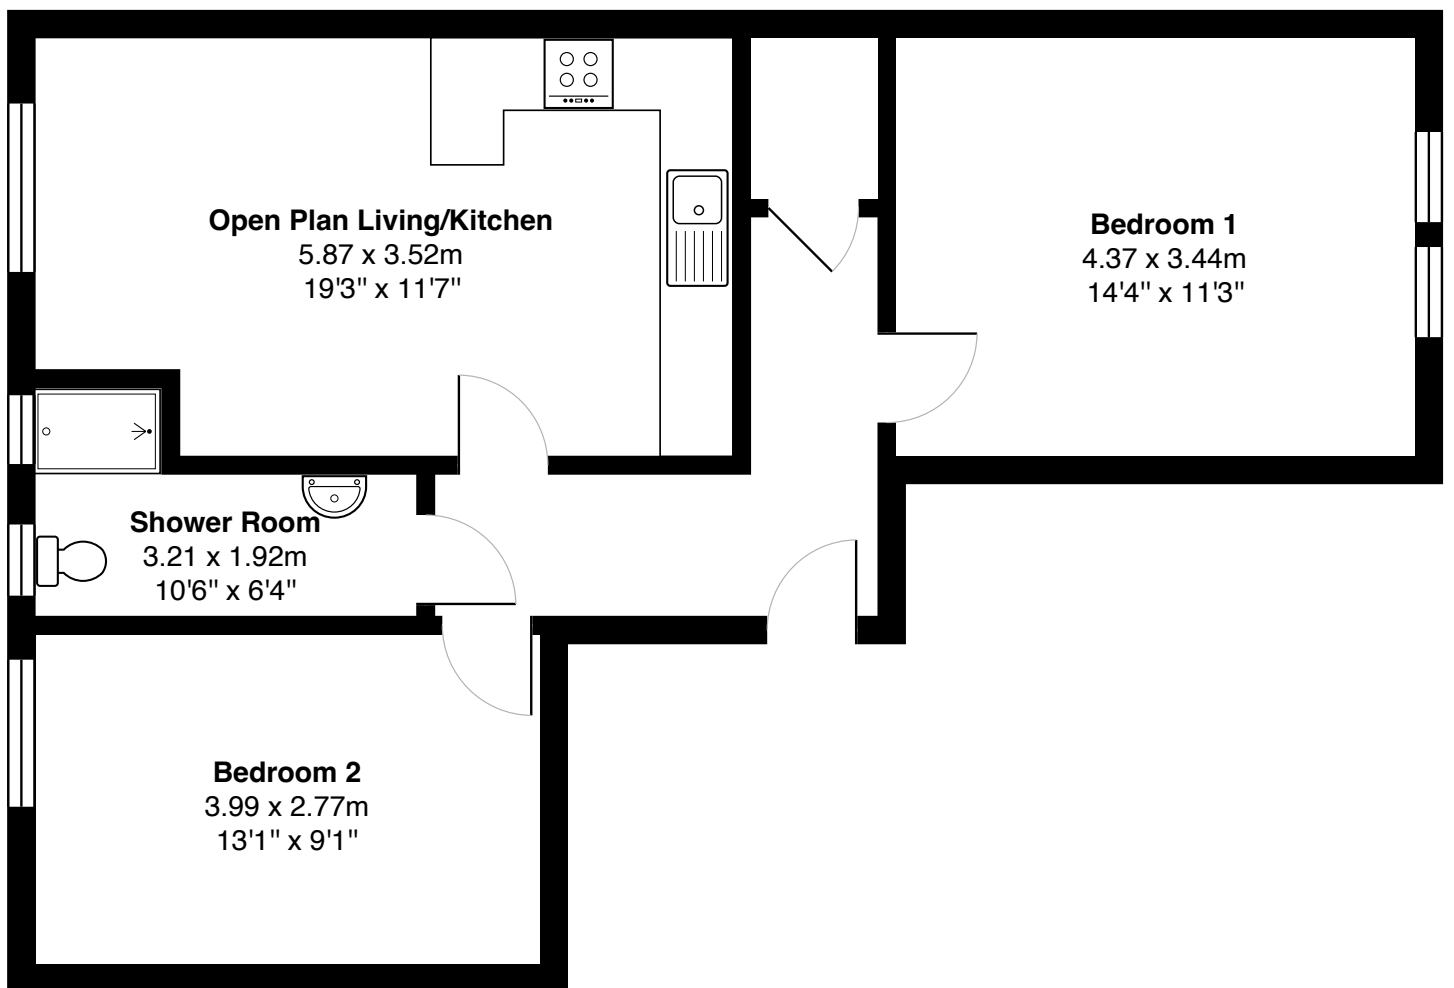 Open Plan Living/Kitchen
5.87 x 3.52m
19'3" x 11'7"
Bedroom 1
4.37 x 3.44m
14'4" x 11'3"
Shower Room
3.21 x 1.92m
10'6" x 6'4"
Bedroom 2
3.99 x 2.77m
13'1" x 9'1"